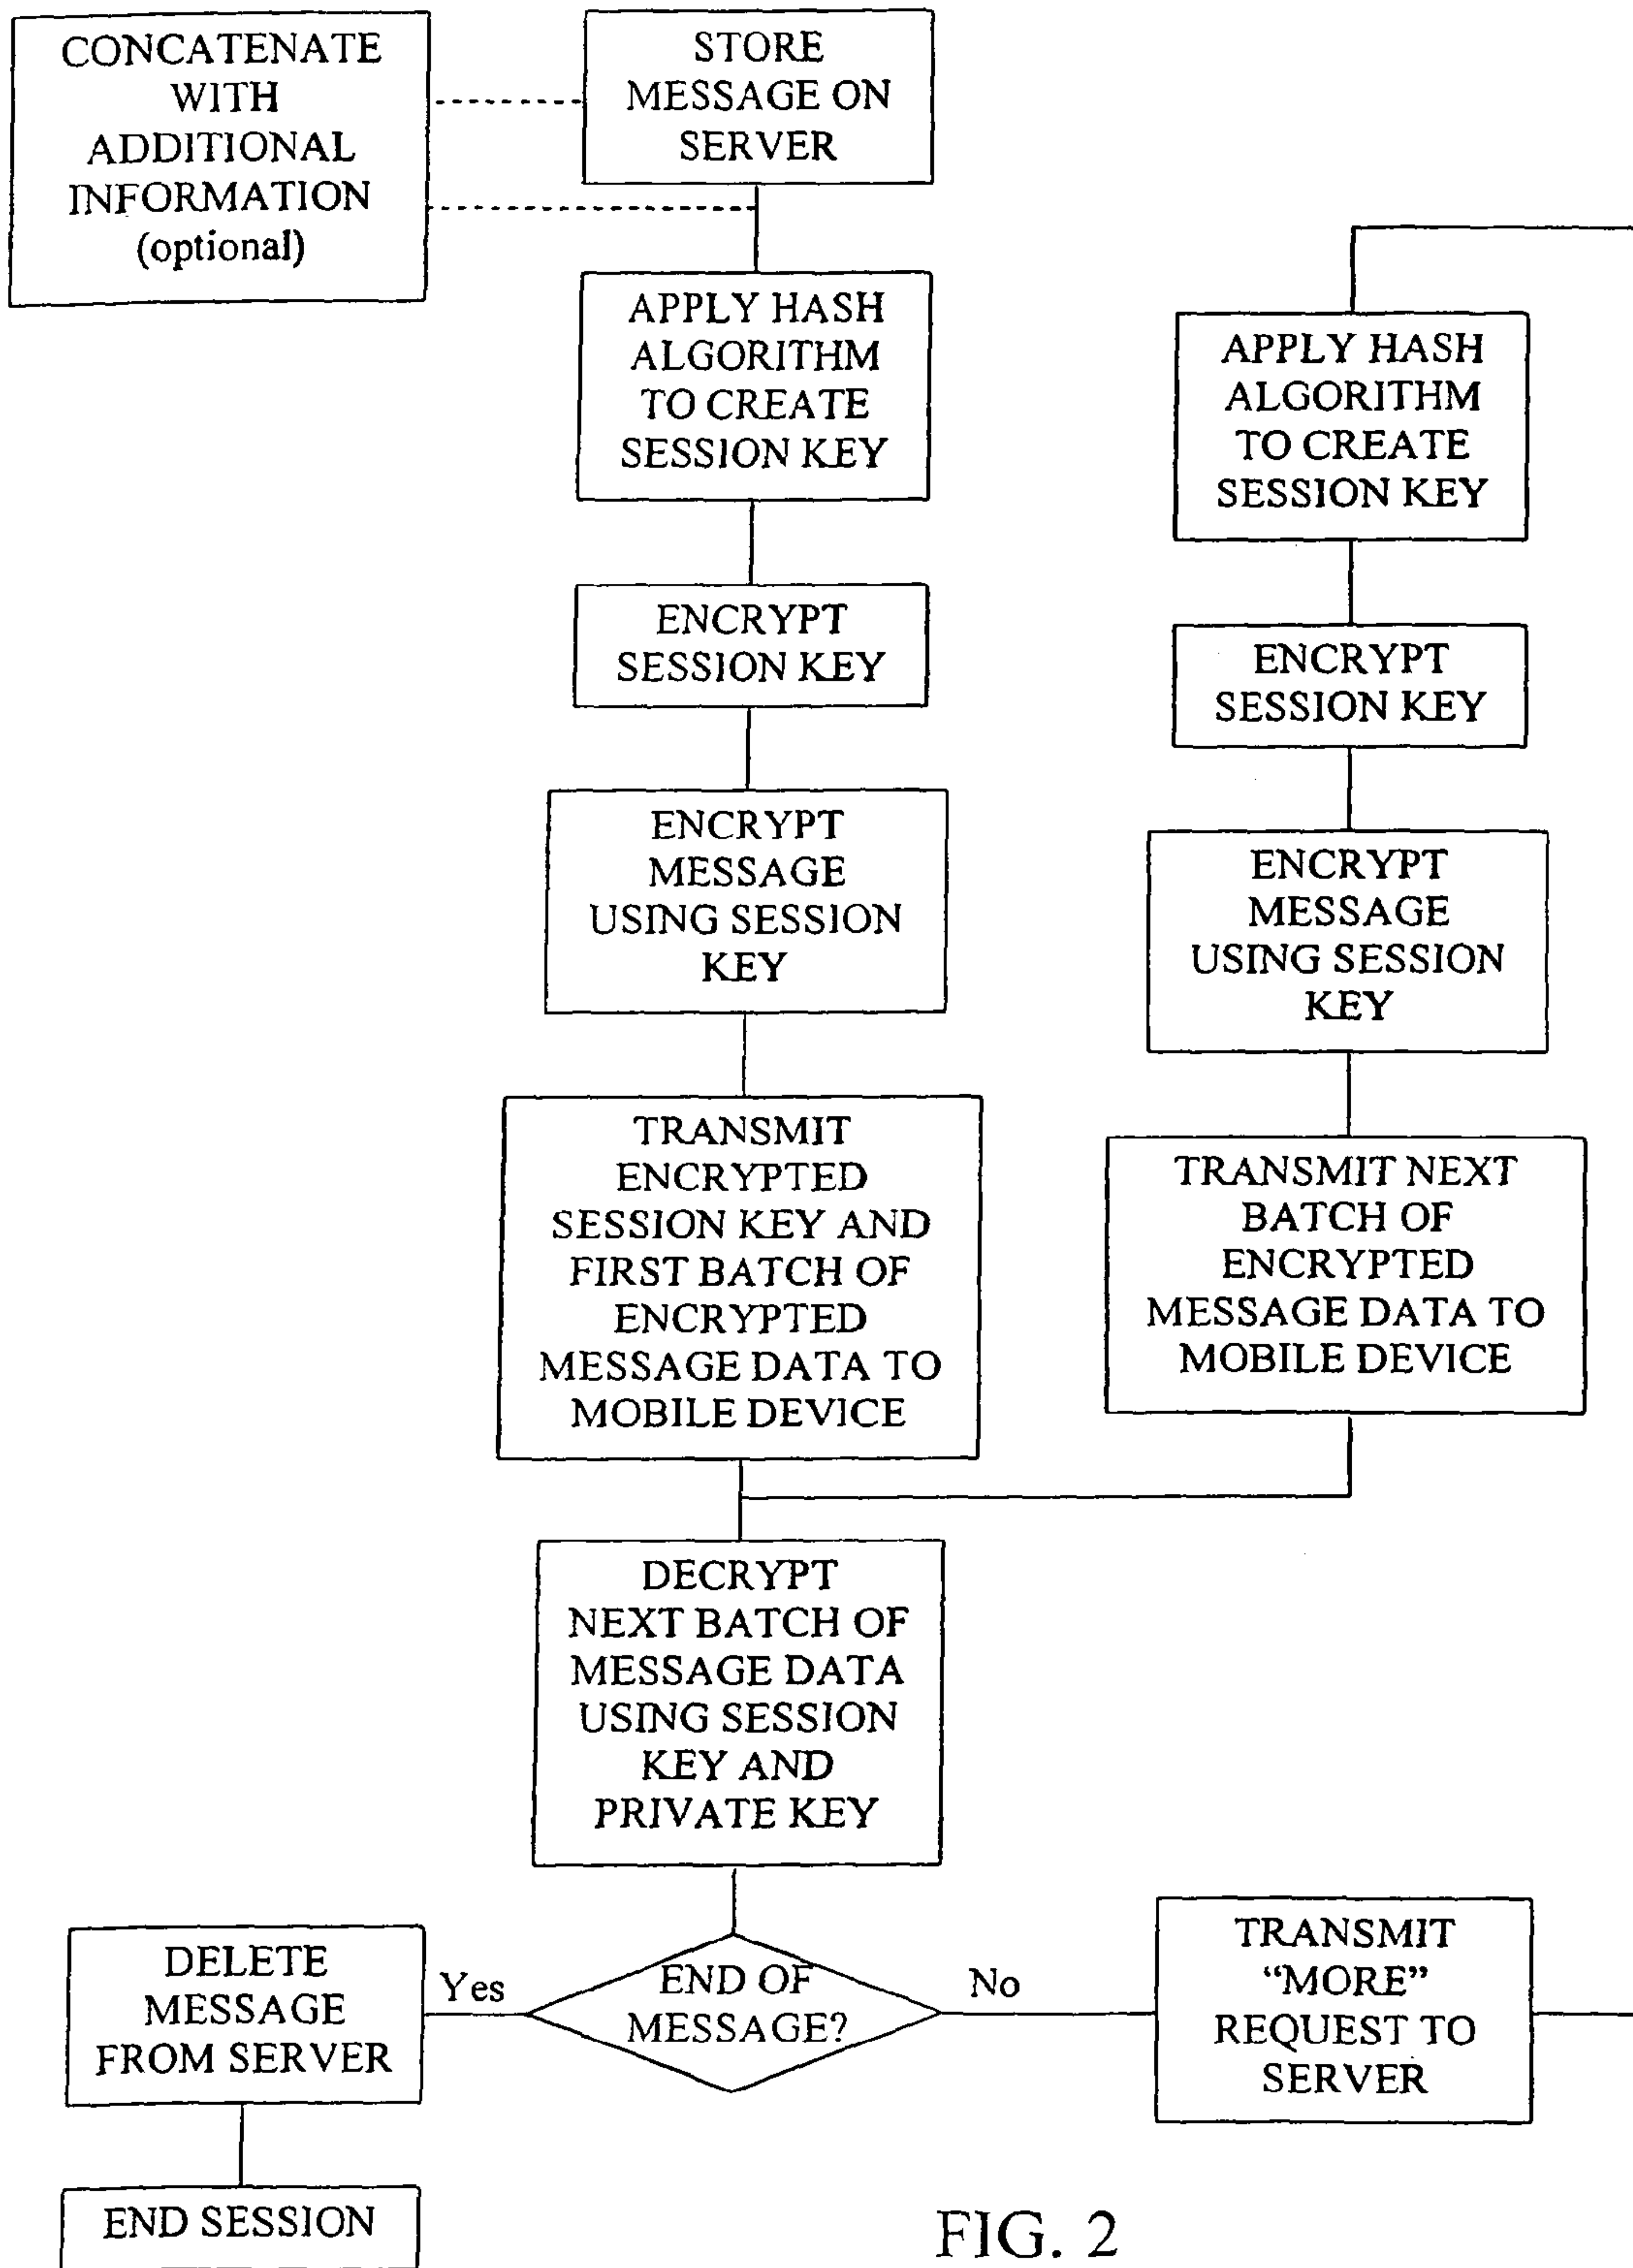 CONCATENATE
WITH
ADDITIONAL
INFORMATION
(optional)
STORE
MESSAGE ON
SERVER
APPLY HASH
ALGORITHM
TO CREATE
SESSION KEY
ENCRYPT
SESSION KEY
ENCRYPT
MESSAGE
USING SESSION
KEY
TRANSMIT
ENCRYPTED
SESSION KEY AND
FIRST BATCH OF
ENCRYPTED
MESSAGE DATA TO
MOBILE DEVICE
APPLY HASH
ALGORITHM
TO CREATE
SESSION KEY
ENCRYPT
SESSION KEY
ENCRYPT
MESSAGE
USING SESSION
KEY
TRANSMIT NEXT
BATCH OF
ENCRYPTED
MESSAGE DATA TO
MOBILE DEVICE
DECRYPT
NEXT BATCH OF
MESSAGE DATA
USING SESSION
KEY AND
PRIVATE KEY
END OF
MESSAGE?
Yes
No
DELETE
MESSAGE
FROM SERVER
TRANSMIT
“MORE”
REQUEST TO
SERVER
END SESSION
FIG. 2